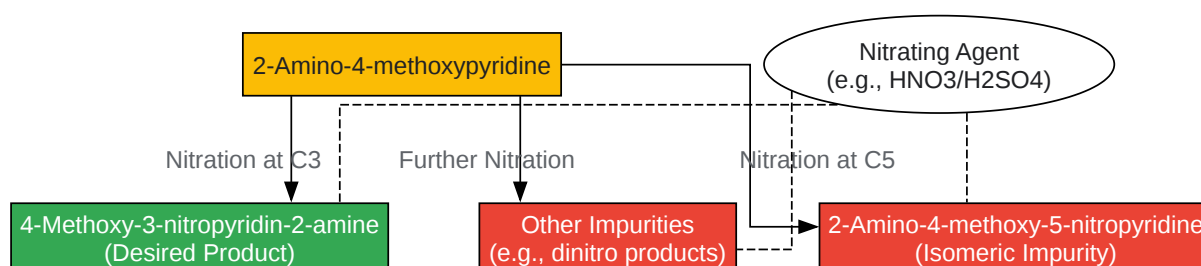 2-Amino-4-methoxypyridine
Nitrating Agent
(e.g., HNO3/H2SO4)
Nitration at C3
Further Nitration
Nitration at C5
4-Methoxy-3-nitropyridin-2-amine
(Desired Product)
Other Impurities
(e.g., dinitro products)
2-Amino-4-methoxy-5-nitropyridine
(Isomeric Impurity)